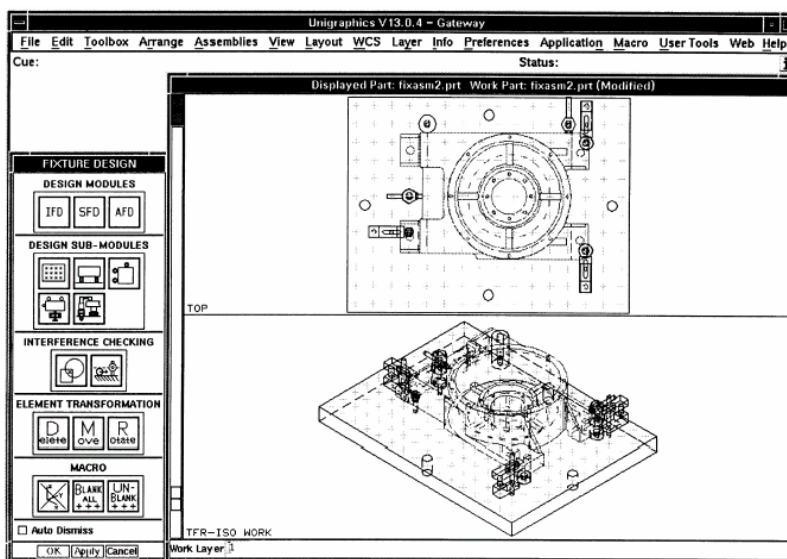 Unigraphics V13.0.4 – Gateway
File Edit Toolbox Arrange Assemblies View Layout WCS Layer Info Preferences Application Macro User Tools Web Help
Cue: Status:
Displayed Part: fixasm2.prt Work Part: fixasm2.prt (Modified)
FIXTURE DESIGN
DESIGN MODULES
IFD SFD AFD
DESIGN SUB-MODULES
INTERFERENCE CHECKING
ELEMENT TRANSFORMATION
Delete Move Rotate
MACRO
BLANK ALL +++ UN-BLANK +++
Auto Dismiss
OK Apply Cancel
TOP
TFR-ISO WORK
Work Layer 1